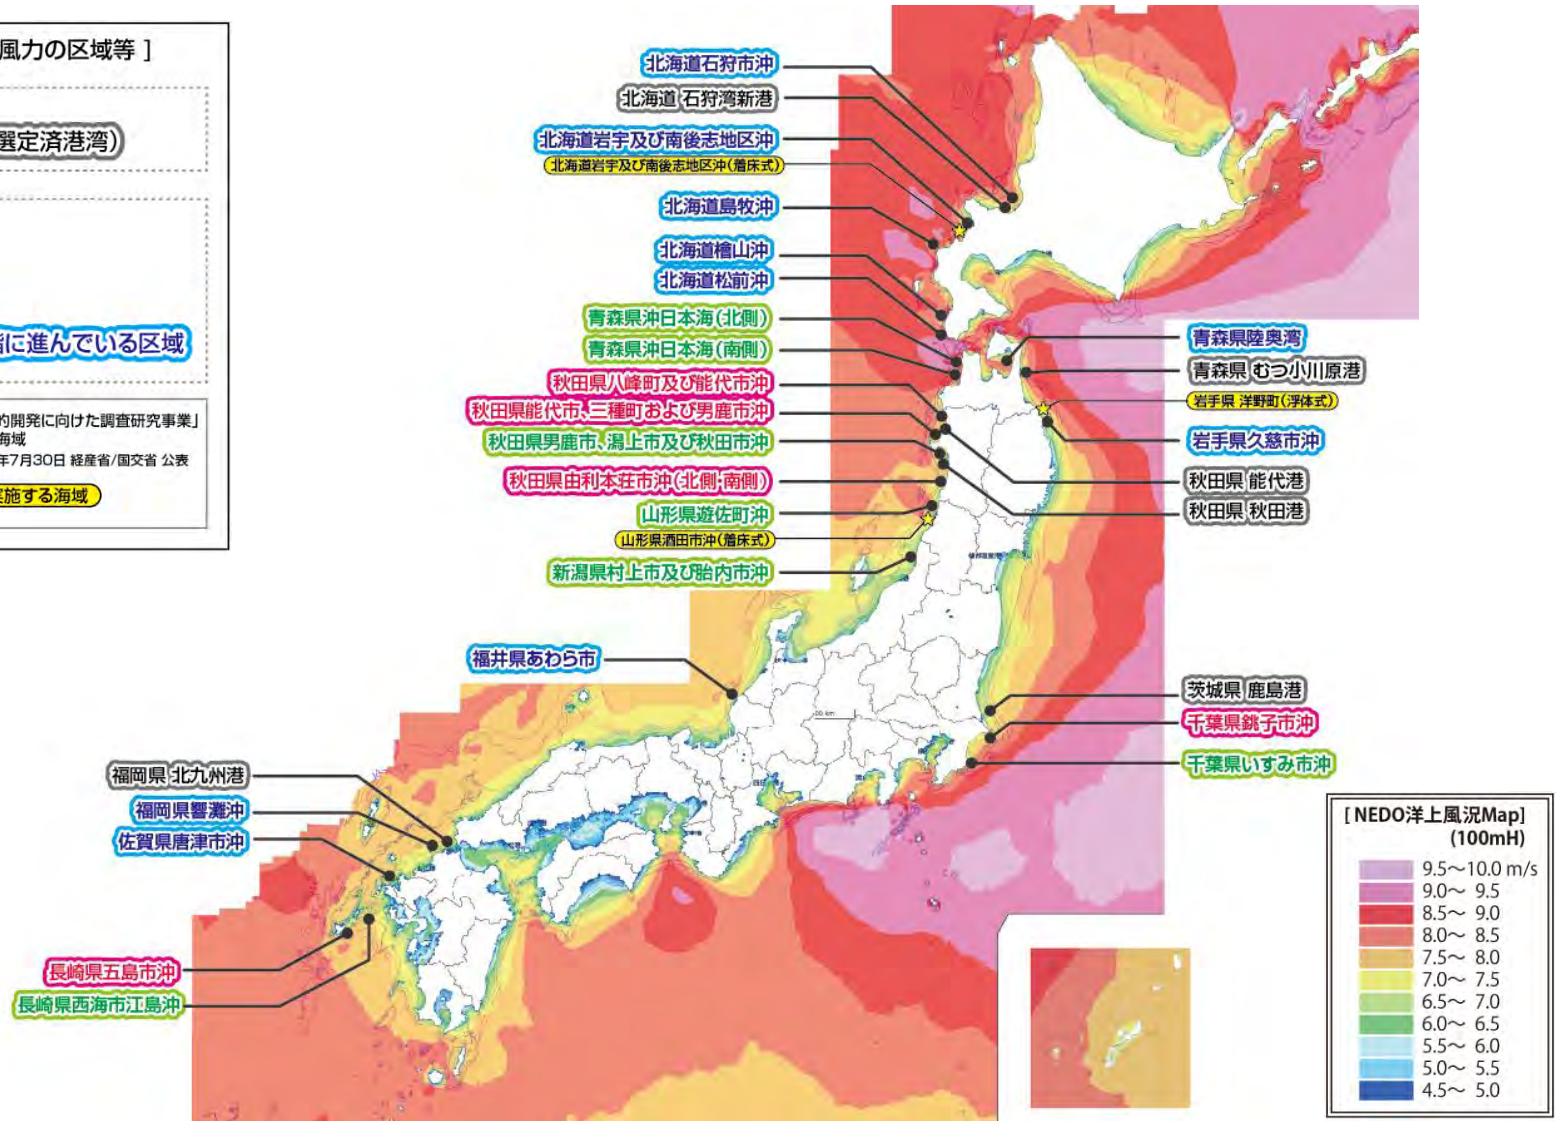 風力の区域等 ]
選定済港湾)
に進んでいる区域
的開発に向けた調査研究事業」
海域
年7月30日 経産省/国交省 公表
実施する海域
北海道石狩市沖
北海道 石狩湾新港
北海道岩宇及び南後志地区沖
北海道岩宇及び南後志地区沖(着床式)
北海道島牧沖
北海道檜山沖
北海道松前沖
青森県沖日本海(北側)
青森県沖日本海(南側)
秋田県八峰町及び能代市沖
秋田県能代市、三種町および男鹿市沖
秋田県男鹿市、潟上市及び秋田市沖
秋田県由利本荘市沖(北側・南側)
山形県遊佐町沖
山形県酒田市沖(着床式)
新潟県村上市及び胎内市沖
青森県陸奥湾
青森県 むつ小川原港
岩手県 洋野町(浮体式)
岩手県久慈市沖
秋田県 能代港
秋田県 秋田港
福井県あわら市
茨城県 鹿島港
千葉県銚子市沖
千葉県いすみ市沖
福岡県 北九州港
福岡県響灘沖
佐賀県唐津市沖
長崎県五島市沖
長崎県西海市江島沖
[ NEDO洋上風況Map]
(100mH)
9.5～10.0 m/s
9.0～ 9.5
8.5～ 9.0
8.0～ 8.5
7.5～ 8.0
7.0～ 7.5
6.5～ 7.0
6.0～ 6.5
5.5～ 6.0
5.0～ 5.5
4.5～ 5.0